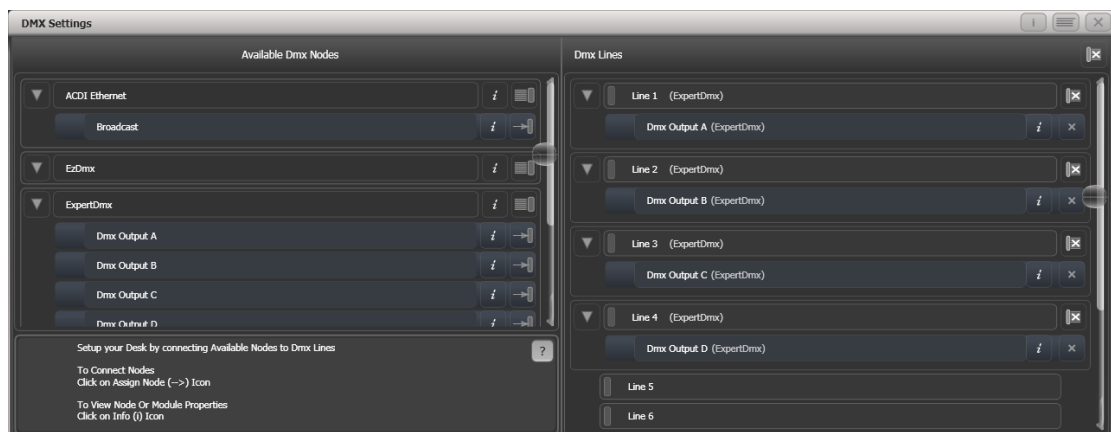 DMX Settings
i
Available Dmx Nodes
ACDI Ethernet i
Broadcast i
EzDmx i
ExpertDmx i
Dmx Output A i
Dmx Output B i
Dmx Output C i
Dmx Output D i
Setup your Desk by connecting Available Nodes to Dmx Lines ?
To Connect Nodes
Click on Assign Node (-->) Icon
To View Node Or Module Properties
Click on Info (i) Icon
Dmx Lines
Line 1 (ExpertDmx)
Dmx Output A (ExpertDmx) i
Line 2 (ExpertDmx)
Dmx Output B (ExpertDmx) i
Line 3 (ExpertDmx)
Dmx Output C (ExpertDmx) i
Line 4 (ExpertDmx)
Dmx Output D (ExpertDmx) i
Line 5
Line 6